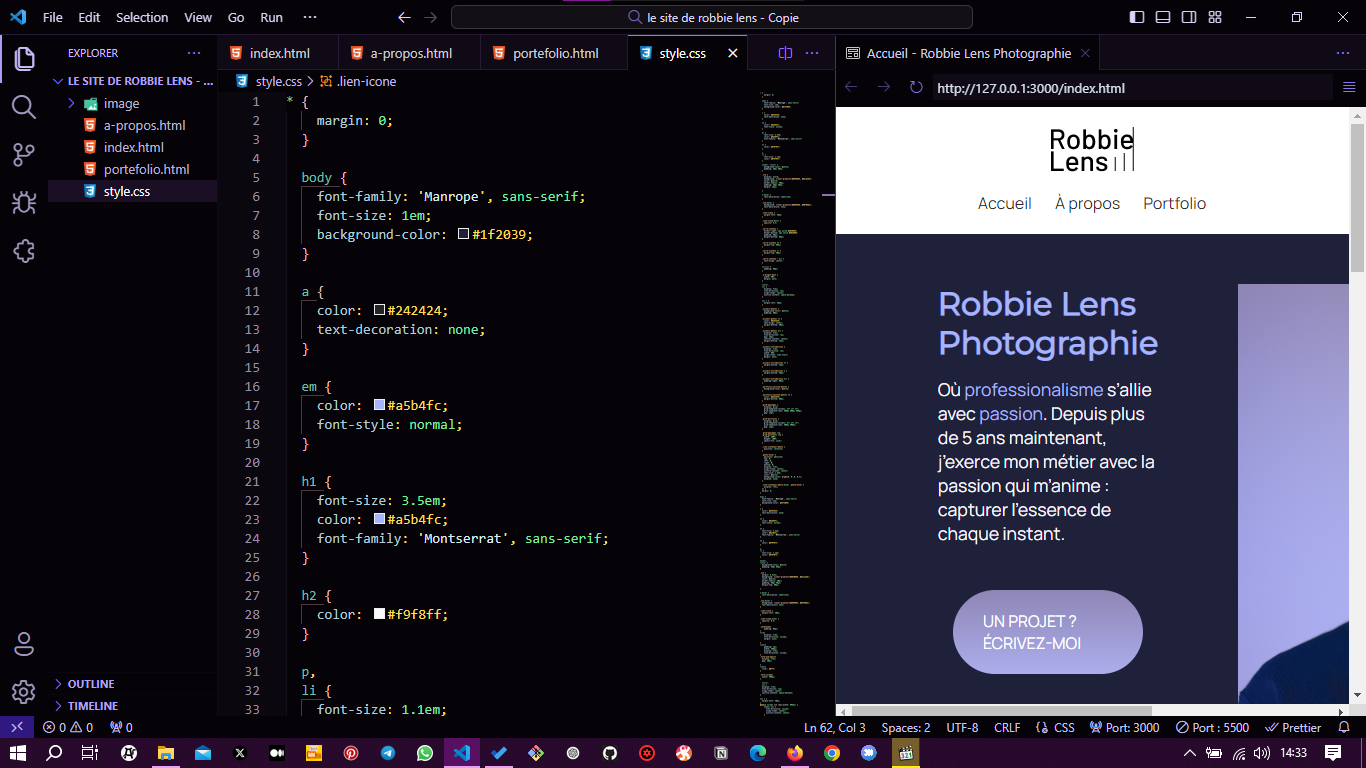 File Edit Selection View Go Run ···
le site de robbie lens - Copie
EXPLORER
LE SITE DE ROBBIE LENS - ...
image
a-propos.html
index.html
portefolio.html
style.css
OUTLINE
TIMELINE
index.html a-propos.html portefolio.html style.css
style.css > .lien-icone
1 * {
2 margin: 0;
3 }
4
5 body {
6 font-family: 'Manrope', sans-serif;
7 font-size: 1em;
8 background-color: #1f2039;
9 }
10
11 a {
12 color: #242424;
13 text-decoration: none;
14 }
15
16 em {
17 color: #a5b4fc;
18 font-style: normal;
19 }
20
21 h1 {
22 font-size: 3.5em;
23 color: #a5b4fc;
24 font-family: 'Montserrat', sans-serif;
25 }
26
27 h2 {
28 color: #f9f8ff;
29 }
30
31 p,
32 li {
33 font-size: 1.1em;
Accueil - Robbie Lens Photographie
http://127.0.0.1:3000/index.html
Robbie
Lens
Accueil À propos Portfolio
Robbie Lens
Photographie
Où professionalisme s'allie
avec passion. Depuis plus
de 5 ans maintenant,
j'exerce mon métier avec la
passion qui m'anime :
capturer l'essence de
chaque instant.
UN PROJET ?
ÉCRIVEZ-MOI
0 0 0 Ln 62, Col 3 Spaces: 2 UTF-8 CRLF CSS Port: 3000 Port : 5500 Prettier
14:33